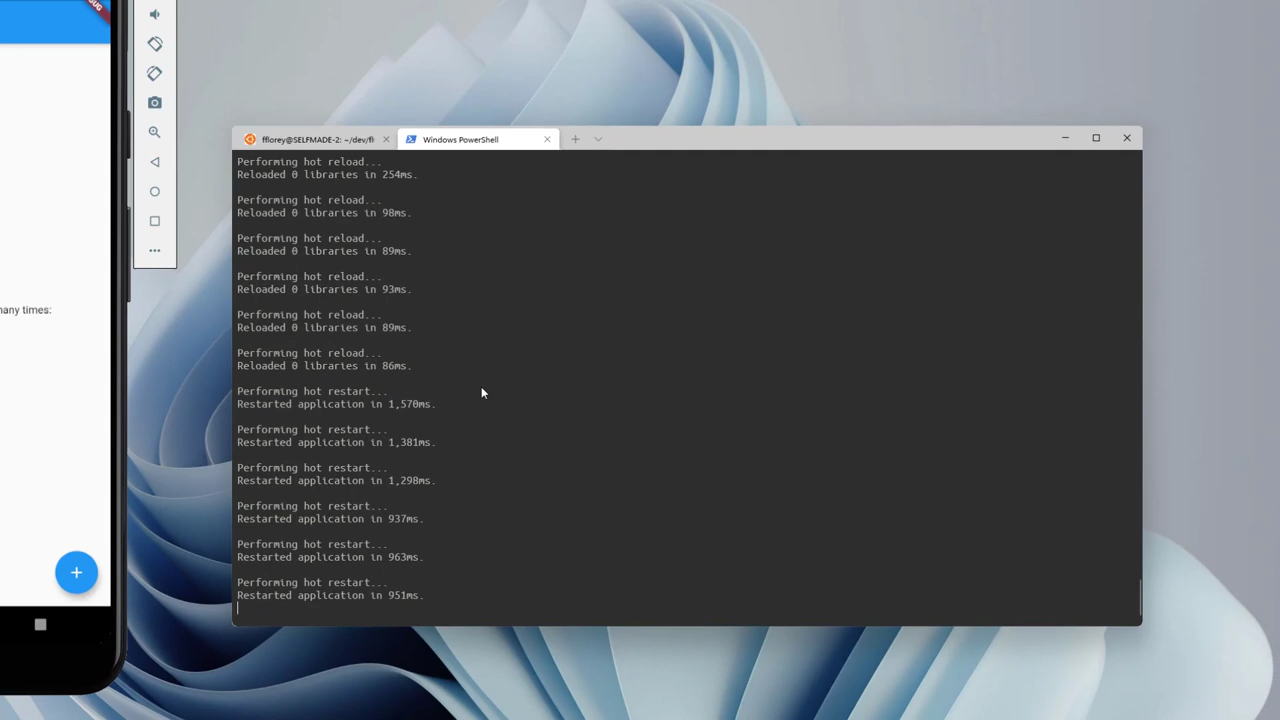 many times:
+
fflorey@SELFMADE-2: ~/dev/fl
Windows PowerShell
Performing hot reload...
Reloaded 0 libraries in 254ms.
Performing hot reload...
Reloaded 0 libraries in 98ms.
Performing hot reload...
Reloaded 0 libraries in 89ms.
Performing hot reload...
Reloaded 0 libraries in 93ms.
Performing hot reload...
Reloaded 0 libraries in 89ms.
Performing hot reload...
Reloaded 0 libraries in 86ms.
Performing hot restart...
Restarted application in 1,570ms.
Performing hot restart...
Restarted application in 1,381ms.
Performing hot restart...
Restarted application in 1,298ms.
Performing hot restart...
Restarted application in 937ms.
Performing hot restart...
Restarted application in 963ms.
Performing hot restart...
Restarted application in 951ms.